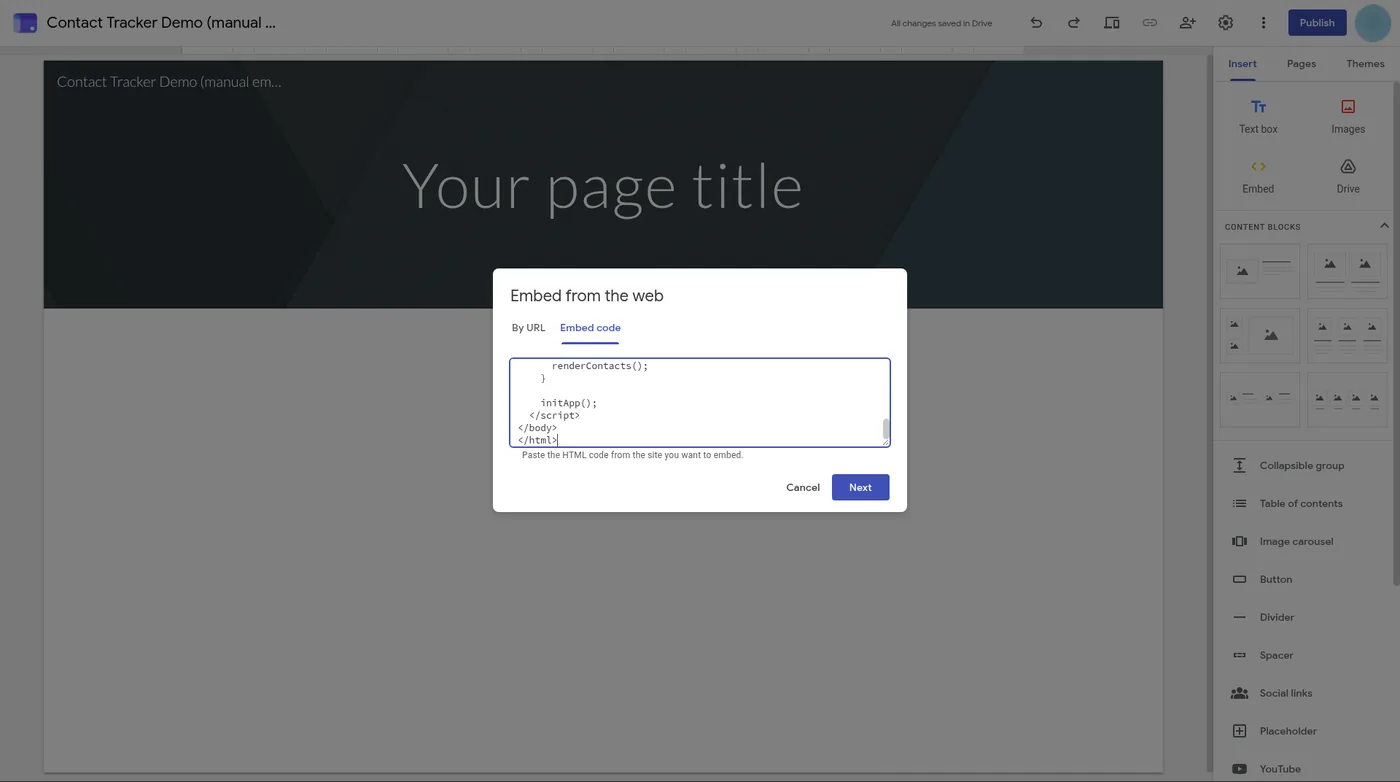 Contact Tracker Demo (manual ...
All changes saved in Drive
Publish
Insert
Pages
Themes
Contact Tracker Demo (manual em...
Your page title
Text box
Images
Embed
Drive
CONTENT BLOCKS
Embed from the web
By URL
Embed code
renderContacts();
}
initApp();
</script>
</body>
</html>
Paste the HTML code from the site you want to embed.
Cancel
Next
Collapsible group
Table of contents
Image carousel
Button
Divider
Spacer
Social links
Placeholder
YouTube